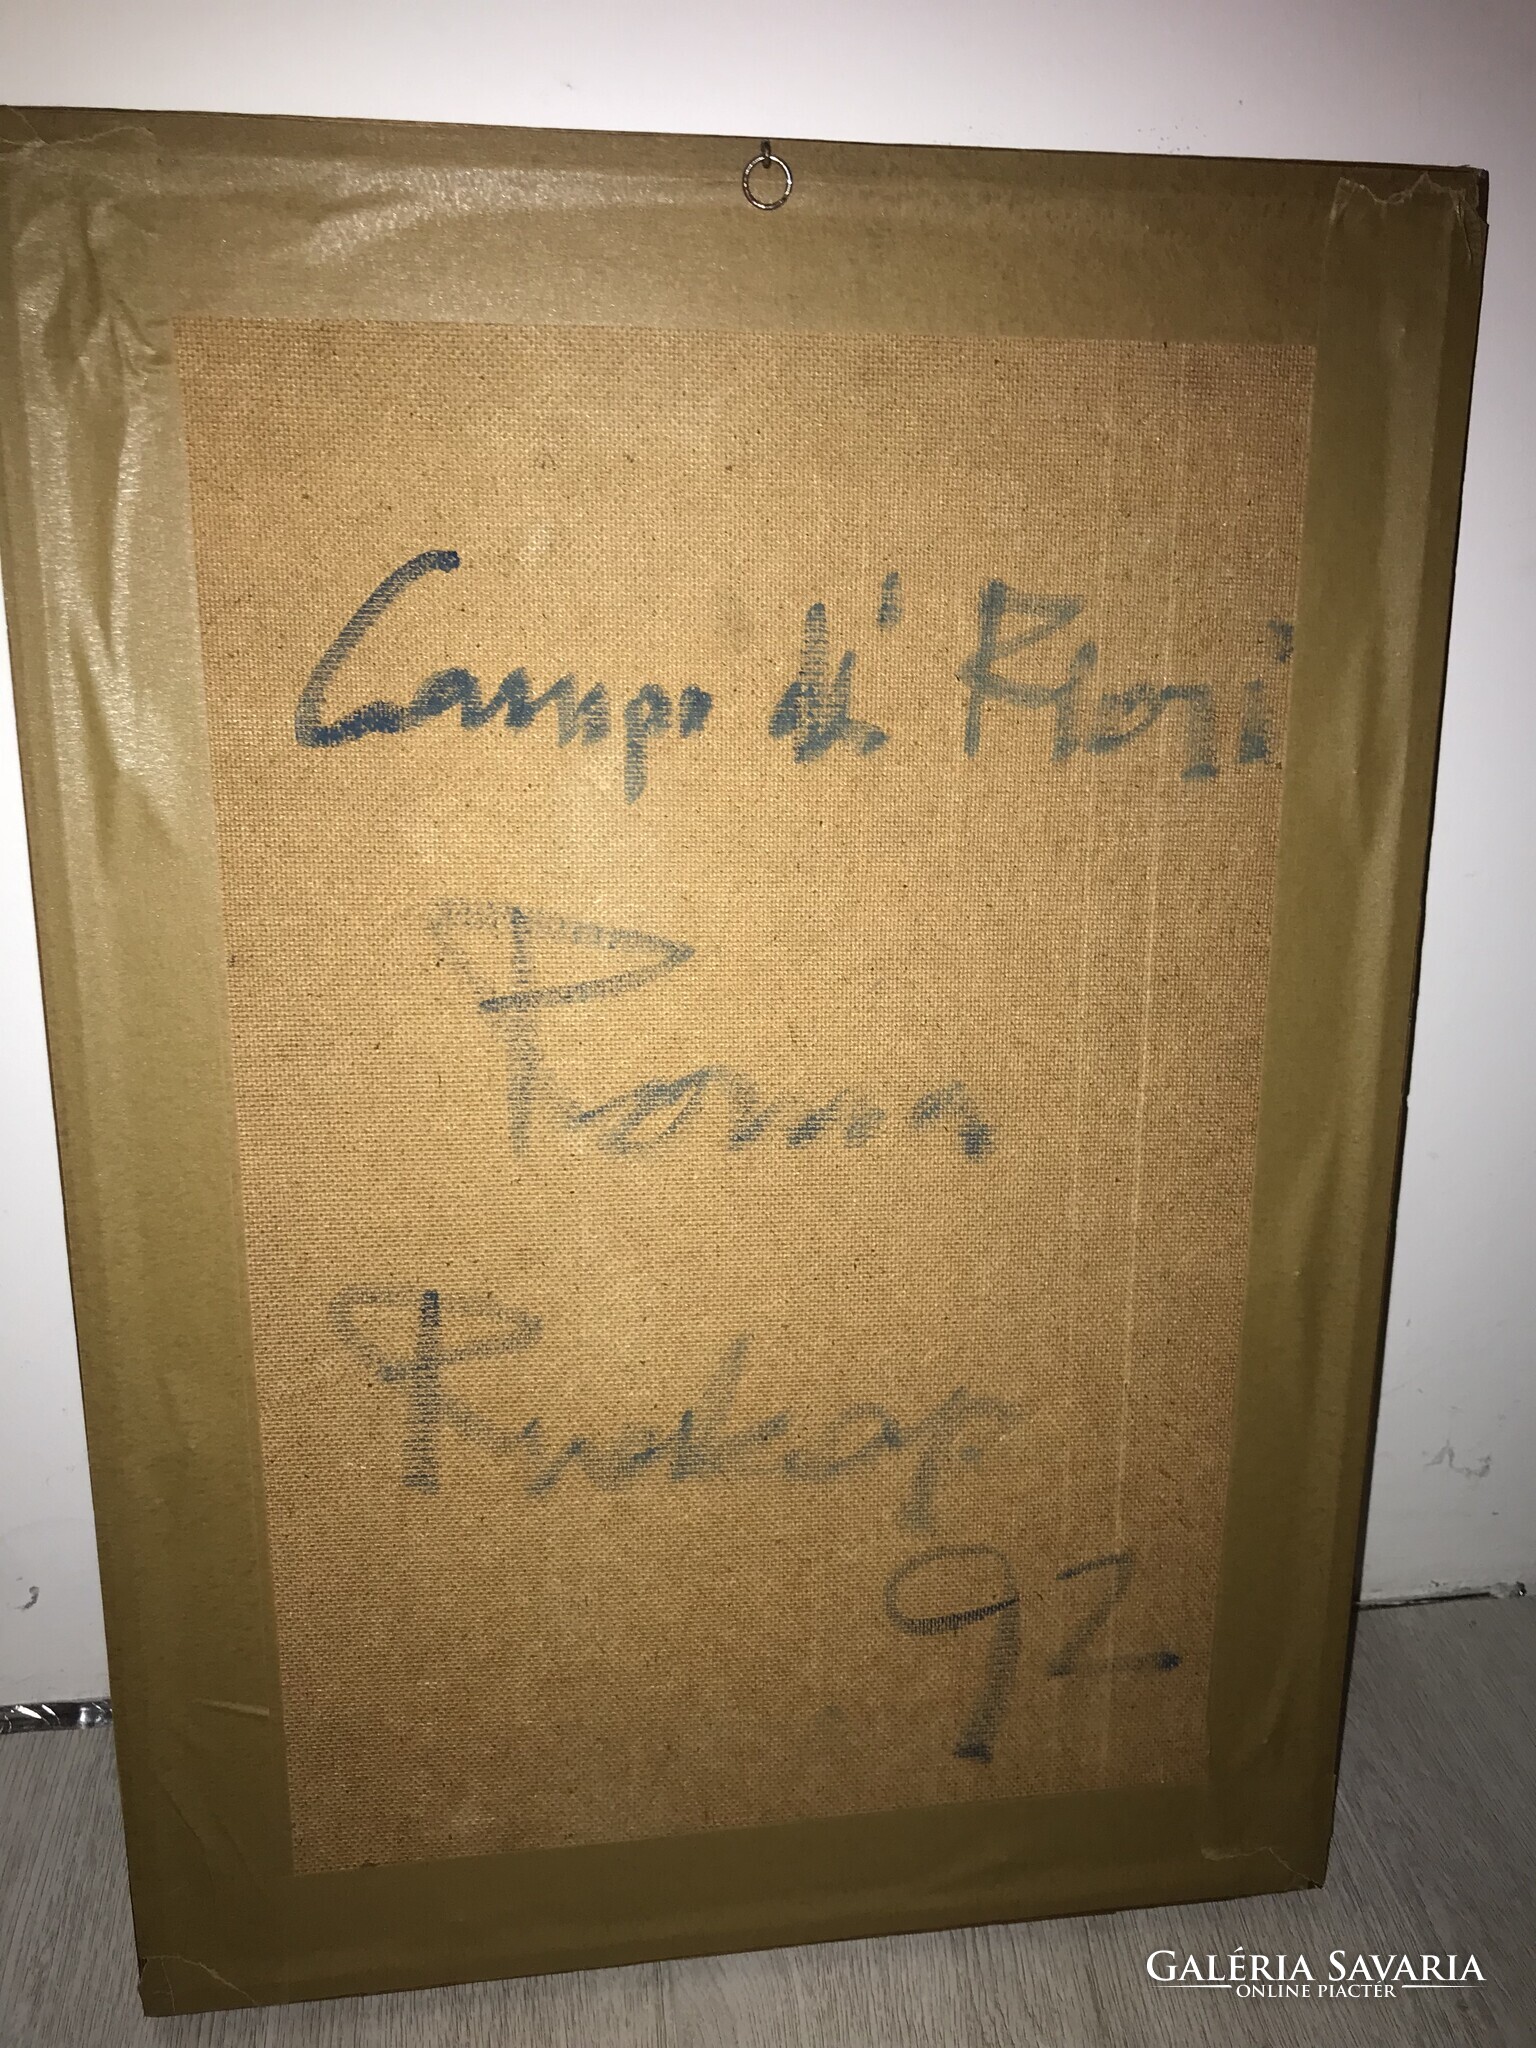 Campo di Fiori
Roma
Prokop
92.
GALÉRIA SAVARIA
ONLINE PIACTÉR